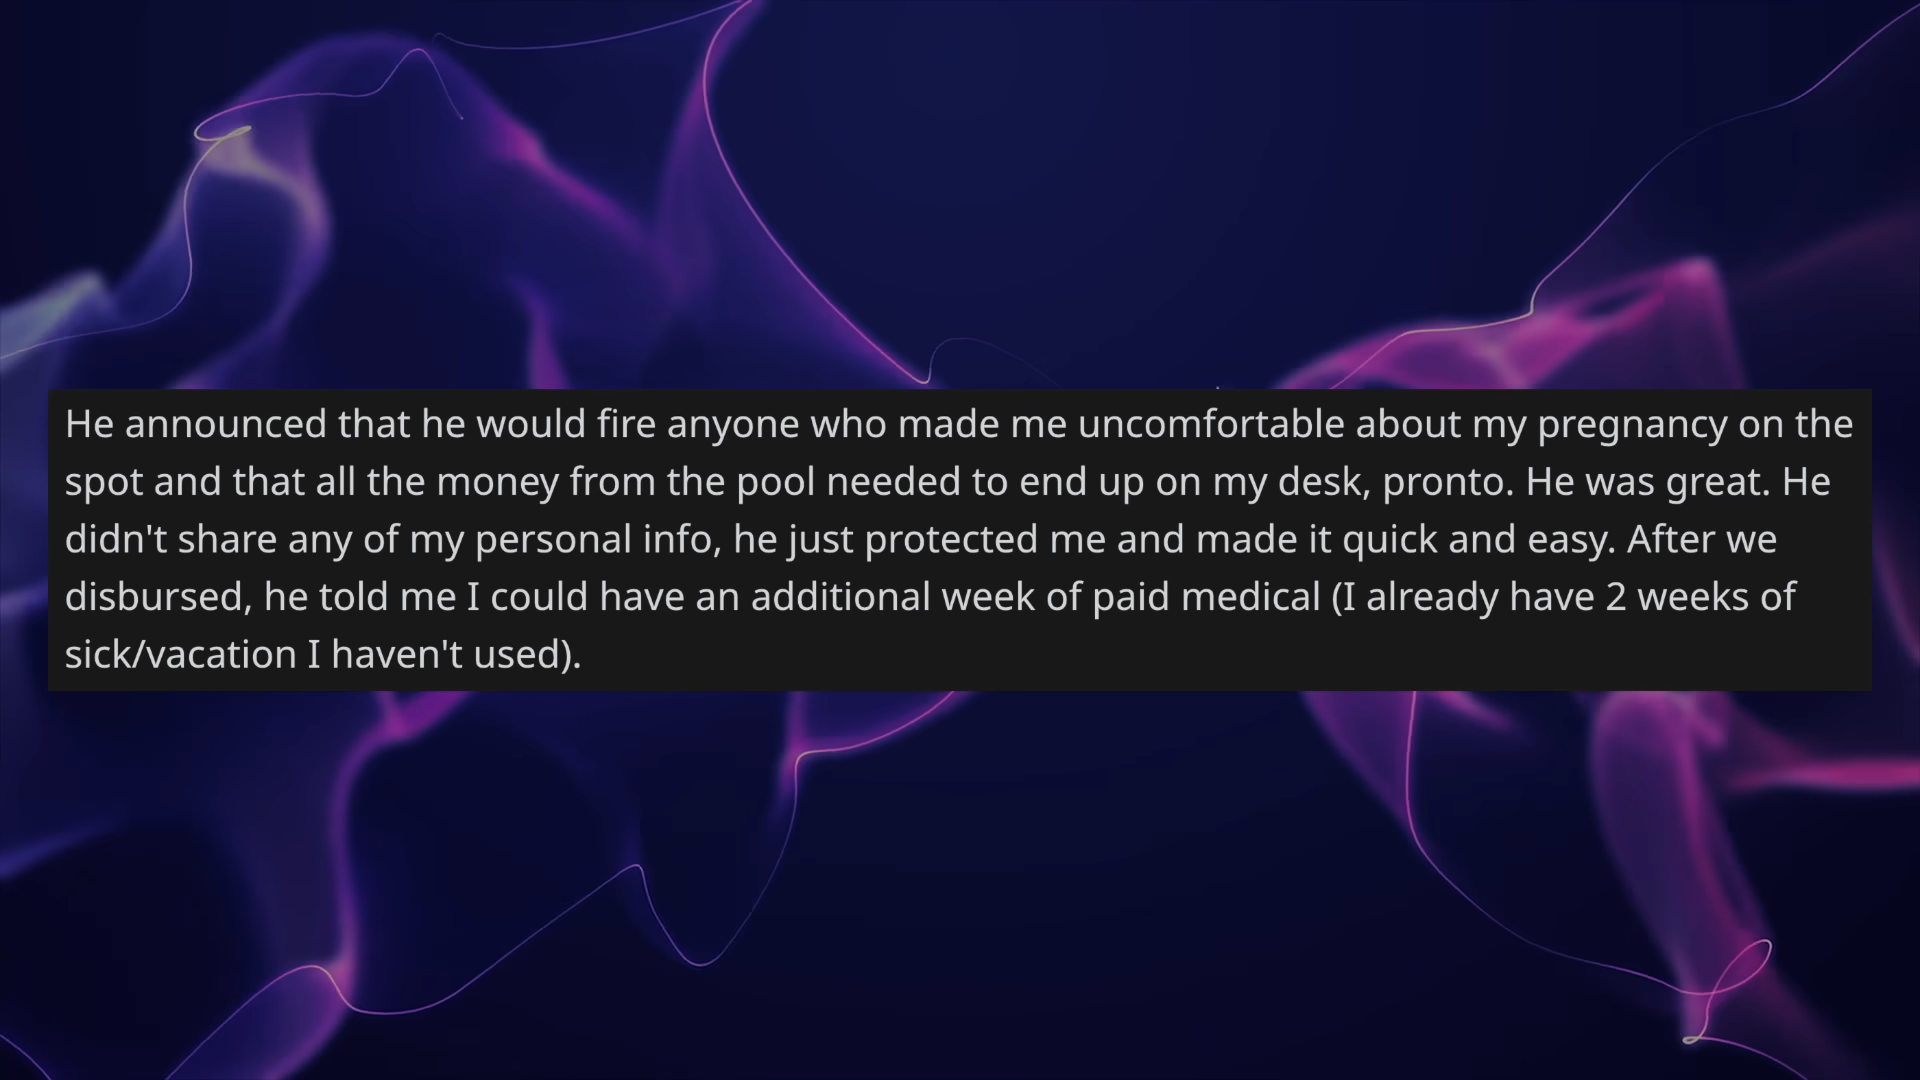 He announced that he would fire anyone who made me uncomfortable about my pregnancy on the
spot and that all the money from the pool needed to end up on my desk, pronto. He was great. He
didn't share any of my personal info, he just protected me and made it quick and easy. After we
disbursed, he told me I could have an additional week of paid medical (I already have 2 weeks of
sick/vacation I haven't used).